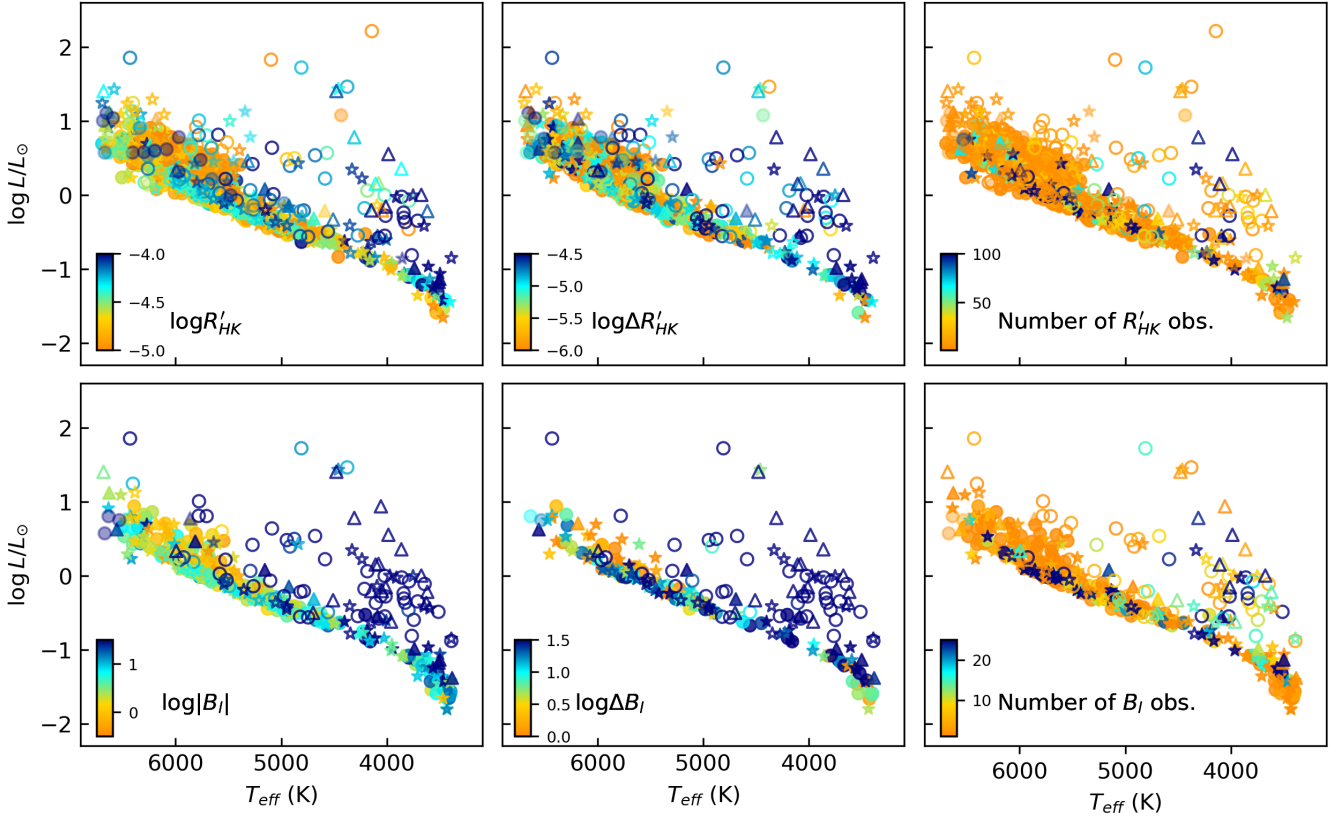 2
1
0
−1
−2
log L/L⊙
−4.0
−4.5
−5.0
logR′HK
−4.5
−5.0
−5.5
−6.0
logΔR′HK
100
50
Number of R′HK obs.
2
1
0
−1
−2
log L/L⊙
1
0
log|Bl|
1.5
1.0
0.5
0.0
logΔBl
20
10
Number of Bl obs.
6000 5000 4000
Teff (K)
6000 5000 4000
Teff (K)
6000 5000 4000
Teff (K)